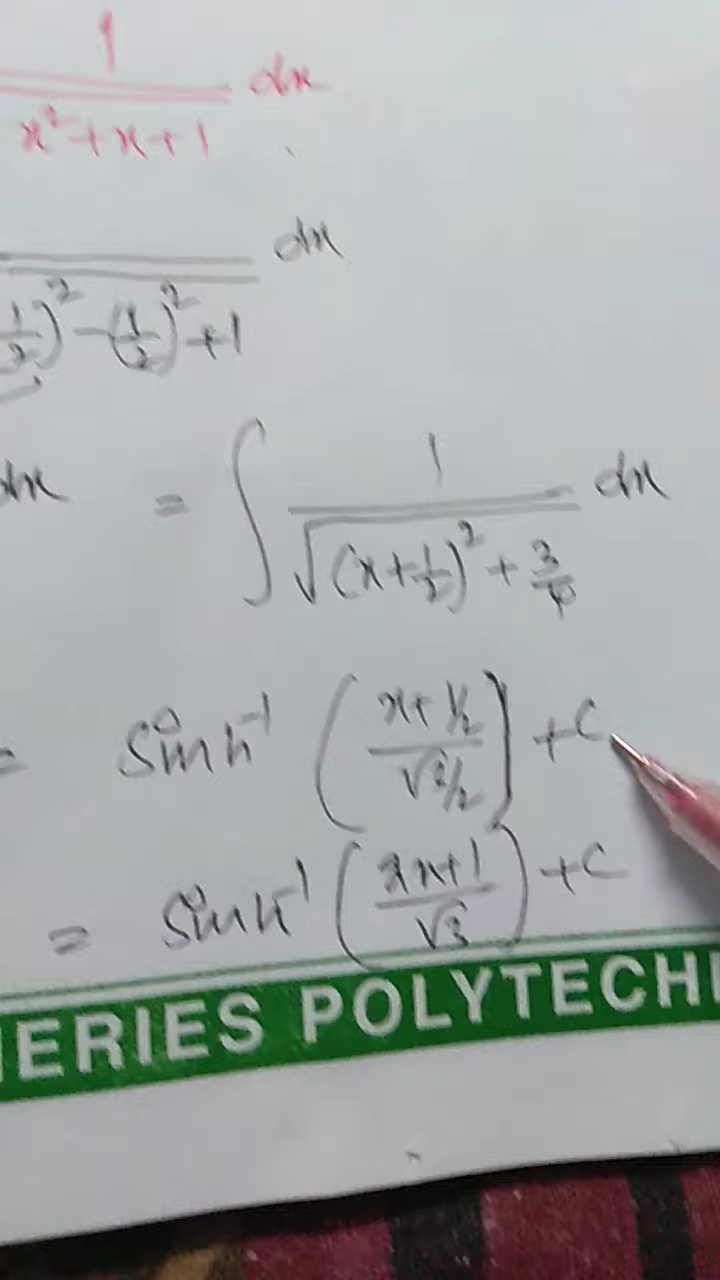 1
dx
x² + x + 1
dx
1/2)² - (1/2)² + 1
dx = ∫ 1 / √((x + 1/2)² + 3/4) dx
= Sinh⁻¹ ((x + 1/2) / (√3/2)) + C
= Sinh⁻¹ ((2x + 1) / √3) + C
HERIES POLYTECH